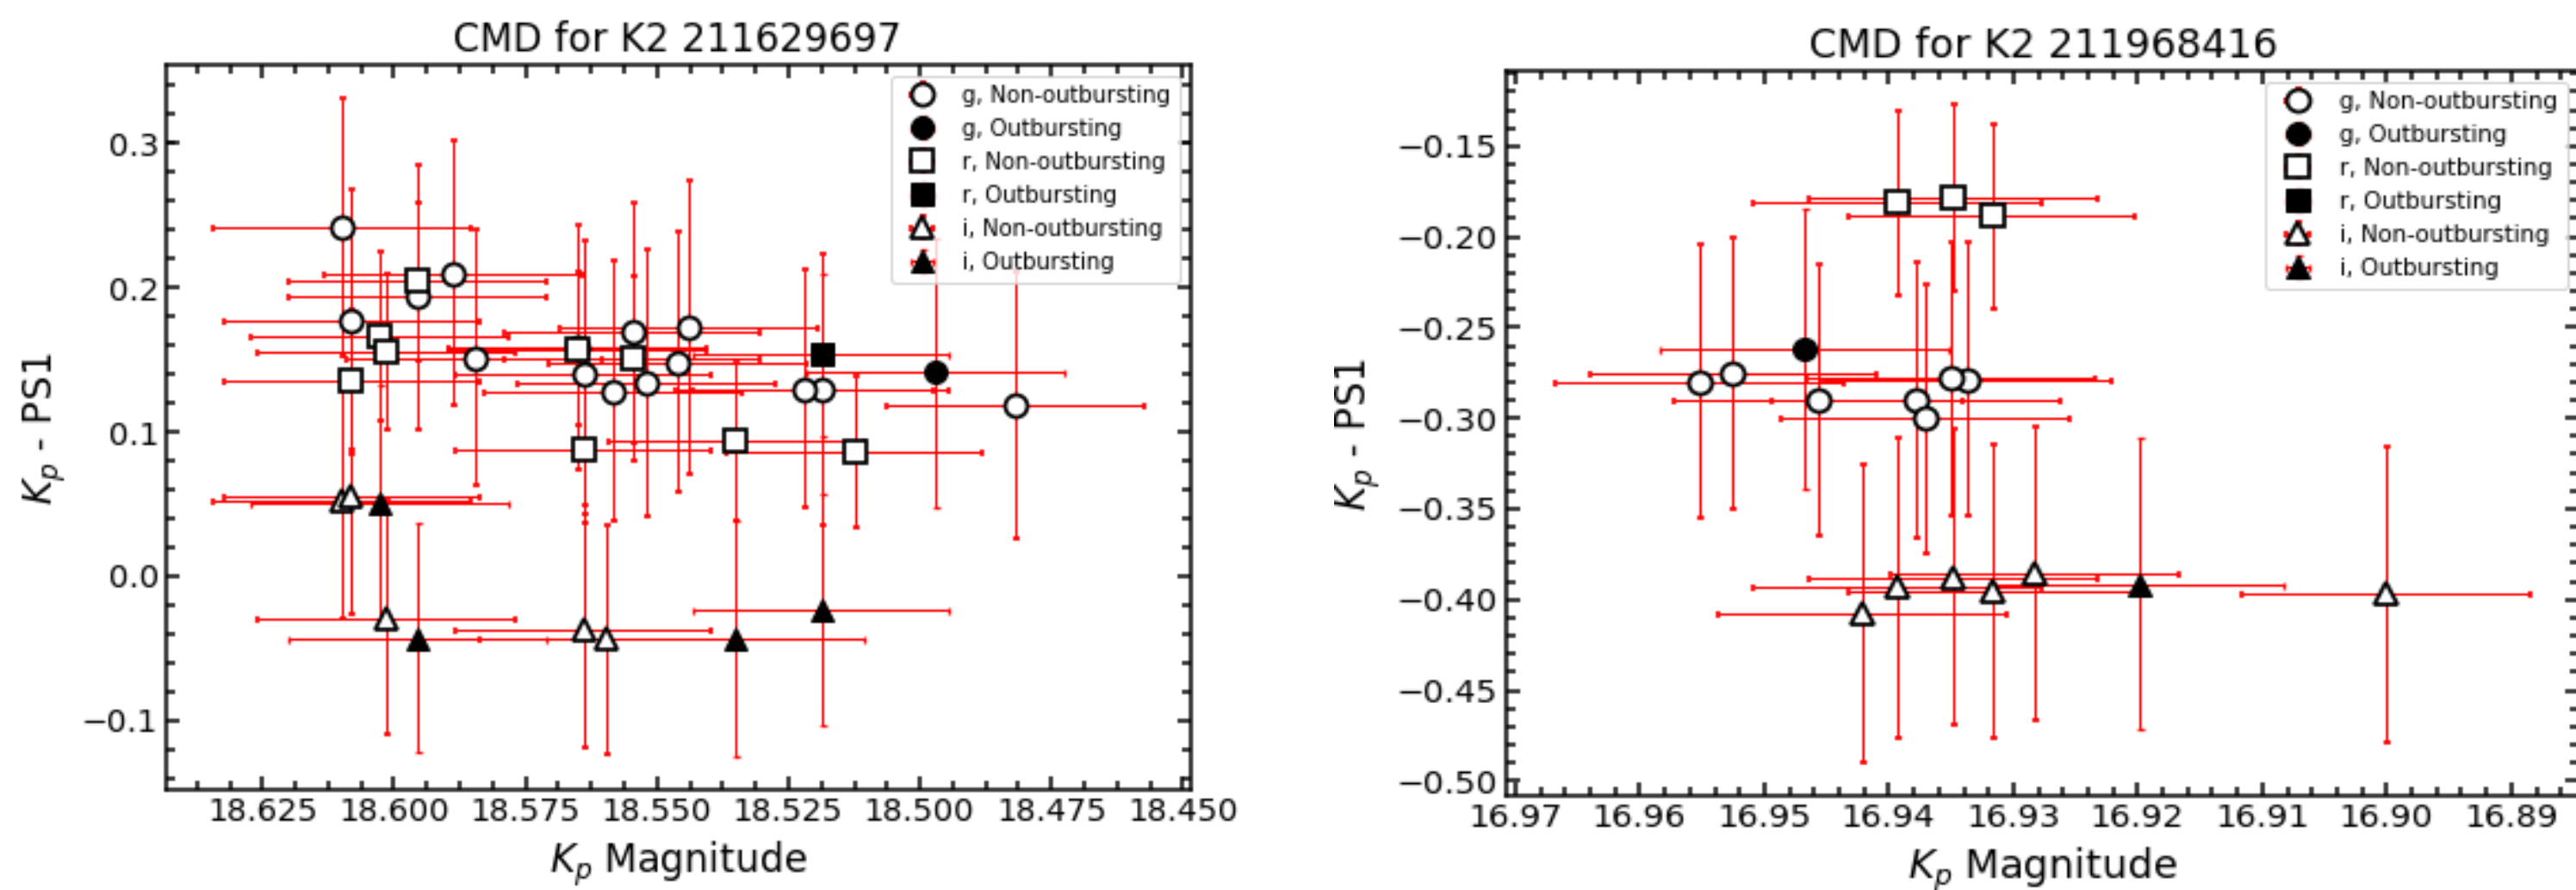 CMD for K2 211629697
g, Non-outbursting
g, Outbursting
r, Non-outbursting
r, Outbursting
i, Non-outbursting
i, Outbursting
0.3
0.2
0.1
0.0
−0.1
Kp - PS1
18.625 18.600 18.575 18.550 18.525 18.500 18.475 18.450
Kp Magnitude
CMD for K2 211968416
g, Non-outbursting
g, Outbursting
r, Non-outbursting
r, Outbursting
i, Non-outbursting
i, Outbursting
−0.15
−0.20
−0.25
−0.30
−0.35
−0.40
−0.45
−0.50
Kp - PS1
16.97 16.96 16.95 16.94 16.93 16.92 16.91 16.90 16.89
Kp Magnitude